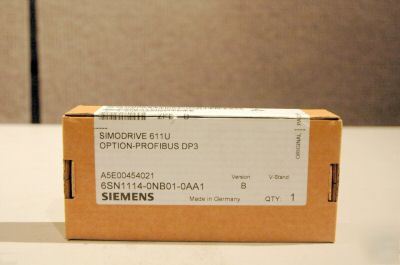 SIMODRIVE 611U
OPTION-PROFIBUS DP3
ORIGINAL
A5E00454021
Version
V-Stand
6SN1114-0NB01-0AA1
B
SIEMENS
Made in Germany
QTY: 1